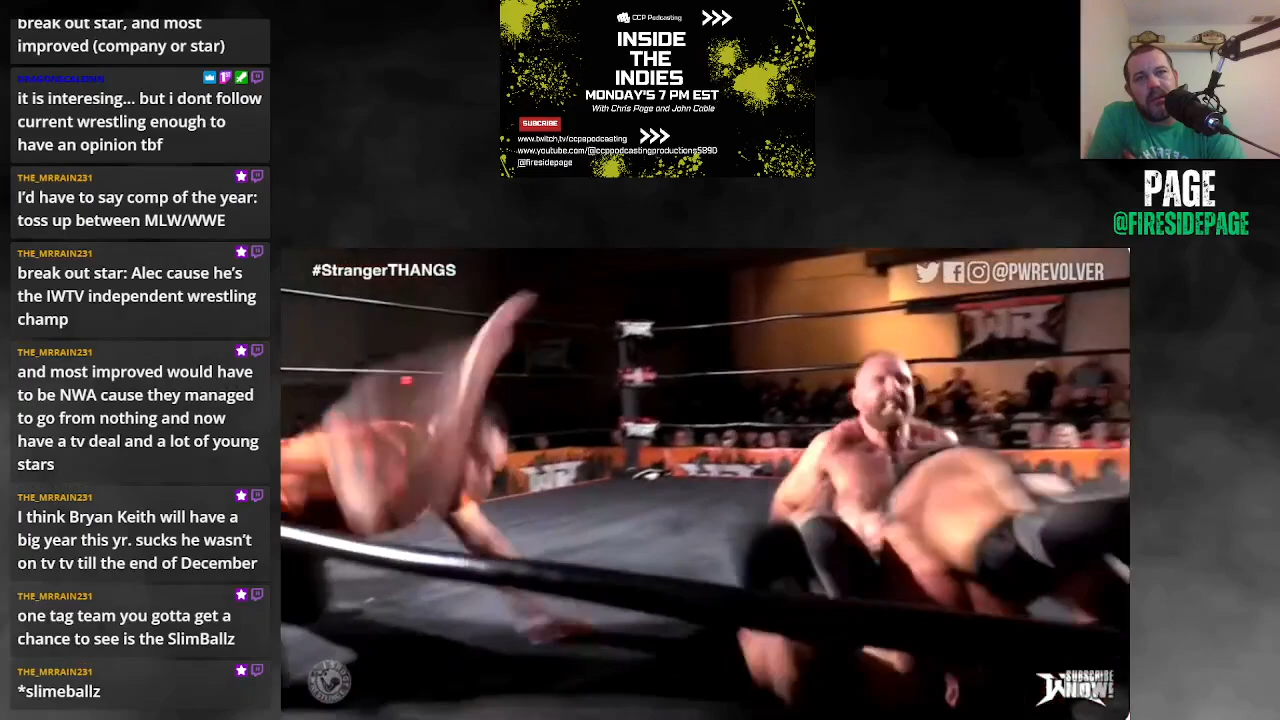 break out star, and most
improved (company or star)
it is interesing... but i dont follow
current wrestling enough to
have an opinion tbf
THE_MRRAIN231
I'd have to say comp of the year:
toss up between MLW/WWE
THE_MRRAIN231
break out star: Alec cause he's
the IWTV independent wrestling
champ
THE_MRRAIN231
and most improved would have
to be NWA cause they managed
to go from nothing and now
have a tv deal and a lot of young
stars
THE_MRRAIN231
I think Bryan Keith will have a
big year this yr. sucks he wasn't
on tv tv till the end of December
THE_MRRAIN231
one tag team you gotta get a
chance to see is the SlimBallz
THE_MRRAIN231
*slimeballz
CCP Podcasting
INSIDE
THE
INDIES
MONDAY'S 7 PM EST
With Chris Page and John Cable
SUBCRIBE
@firesidepage
PAGE
@FIRESIDEPAGE
#StrangerTHANGS
@PWREVOLVER
WR
WR
SUBSCRIBE
NOW!